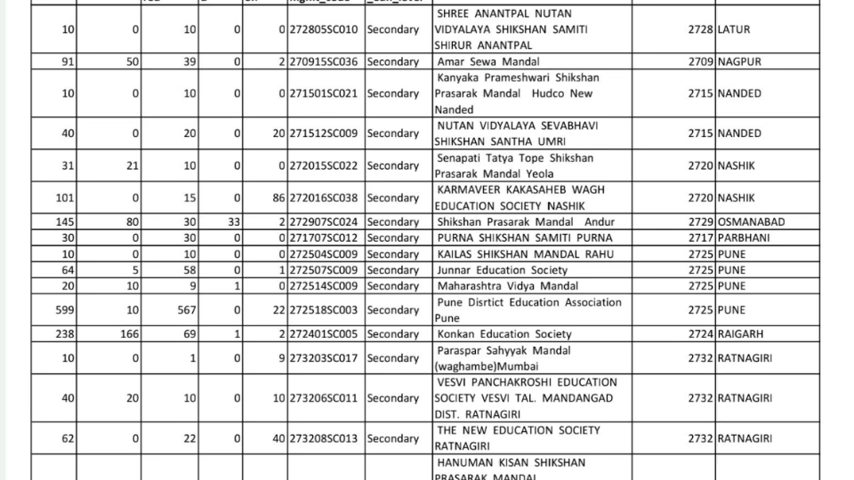 10 0 10 0 0 272805SC010 Secondary SHREE ANANTPAL NUTAN VIDYALAYA SHIKSHAN SAMITI SHIRUR ANANTPAL 2728 LATUR
91 50 39 0 2 270915SC036 Secondary Amar Sewa Mandal 2709 NAGPUR
10 0 10 0 0 271501SC021 Secondary Kanyaka Prameshwari Shikshan Prasarak Mandal Hudco New Nanded 2715 NANDED
40 0 20 0 20 271512SC009 Secondary NUTAN VIDYALAYA SEVABHAVI SHIKSHAN SANTHA UMRI 2715 NANDED
31 21 10 0 0 272015SC022 Secondary Senapati Tatya Tope Shikshan Prasarak Mandal Yeola 2720 NASHIK
101 0 15 0 86 272016SC038 Secondary KARMAVEER KAKASAHEB WAGH EDUCATION SOCIETY NASHIK 2720 NASHIK
145 80 30 33 2 272907SC024 Secondary Shikshan Prasarak Mandal Andur 2729 OSMANABAD
30 0 30 0 0 271707SC012 Secondary PURNA SHIKSHAN SAMITI PURNA 2717 PARBHANI
10 0 10 0 0 272504SC009 Secondary KAILAS SHIKSHAN MANDAL RAHU 2725 PUNE
64 5 58 0 1 272507SC009 Secondary Junnar Education Society 2725 PUNE
20 10 9 1 0 272514SC009 Secondary Maharashtra Vidya Mandal 2725 PUNE
599 10 567 0 22 272518SC003 Secondary Pune Disrtict Education Association Pune 2725 PUNE
238 166 69 1 2 272401SC005 Secondary Konkan Education Society 2724 RAIGARH
10 0 1 0 9 273203SC017 Secondary Paraspar Sahyyak Mandal (waghambe)Mumbai 2732 RATNAGIRI
40 20 10 0 10 273206SC011 Secondary VESVI PANCHAKROSHI EDUCATION SOCIETY VESVI TAL. MANDANGAD DIST. RATNAGIRI 2732 RATNAGIRI
62 0 22 0 40 273208SC013 Secondary THE NEW EDUCATION SOCIETY RATNAGIRI 2732 RATNAGIRI
HANUMAN KISAN SHIKSHAN
PRASARAK MANDAL